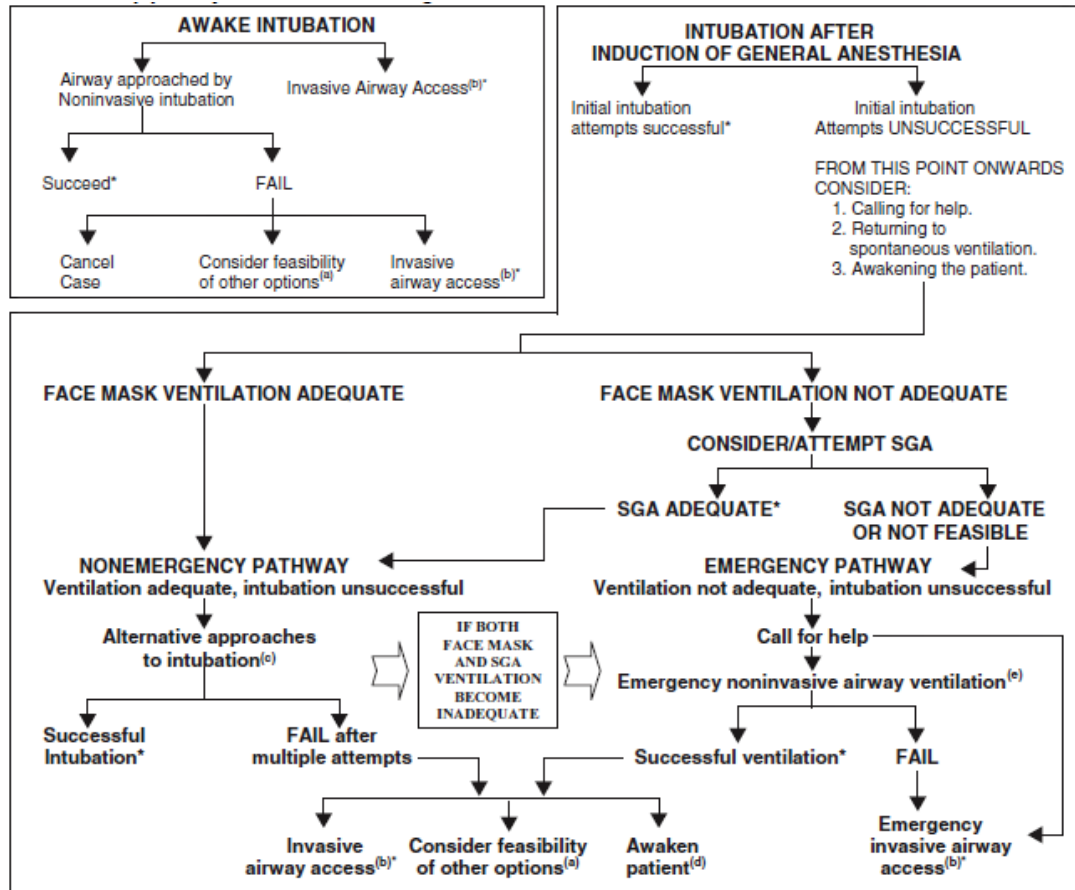 AWAKE INTUBATION
Airway approached by
Noninvasive intubation
Invasive Airway Access(b)*
Succeed*
FAIL
Cancel
Case
Consider feasibility
of other options(a)
Invasive
airway access(b)*
INTUBATION AFTER
INDUCTION OF GENERAL ANESTHESIA
Initial intubation
attempts successful*
Initial intubation
Attempts UNSUCCESSFUL
FROM THIS POINT ONWARDS
CONSIDER:
1. Calling for help.
2. Returning to
spontaneous ventilation.
3. Awakening the patient.
FACE MASK VENTILATION ADEQUATE
FACE MASK VENTILATION NOT ADEQUATE
CONSIDER/ATTEMPT SGA
SGA ADEQUATE*
SGA NOT ADEQUATE
OR NOT FEASIBLE
NONEMERGENCY PATHWAY
Ventilation adequate, intubation unsuccessful
EMERGENCY PATHWAY
Ventilation not adequate, intubation unsuccessful
Alternative approaches
to intubation(c)
IF BOTH
FACE MASK
AND SGA
VENTILATION
BECOME
INADEQUATE
Call for help
Emergency noninvasive airway ventilation(e)
Successful
Intubation*
FAIL after
multiple attempts
Successful ventilation*
FAIL
Invasive
airway access(b)*
Consider feasibility
of other options(a)
Awaken
patient(d)
Emergency
invasive airway
access(b)*